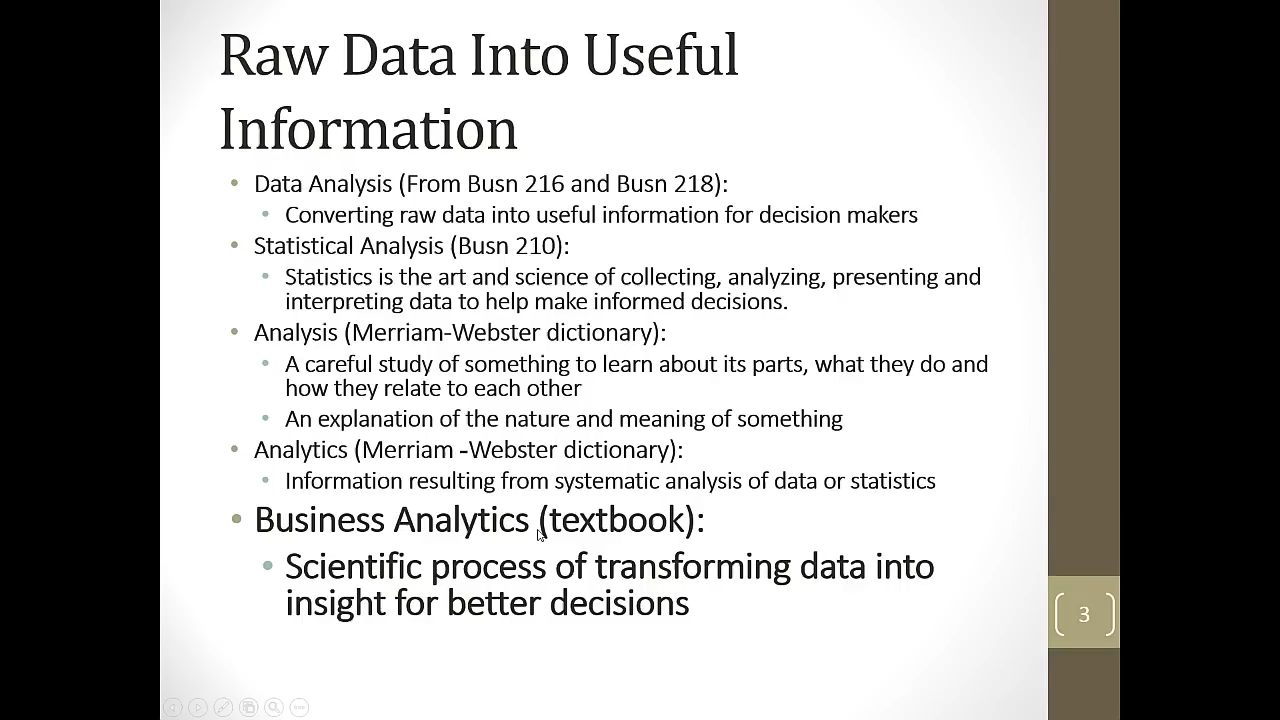 Raw Data Into Useful
Information
• Data Analysis (From Busn 216 and Busn 218):
• Converting raw data into useful information for decision makers
• Statistical Analysis (Busn 210):
• Statistics is the art and science of collecting, analyzing, presenting and
interpreting data to help make informed decisions.
• Analysis (Merriam-Webster dictionary):
• A careful study of something to learn about its parts, what they do and
how they relate to each other
• An explanation of the nature and meaning of something
• Analytics (Merriam -Webster dictionary):
• Information resulting from systematic analysis of data or statistics
• Business Analytics (textbook):
• Scientific process of transforming data into
insight for better decisions
3